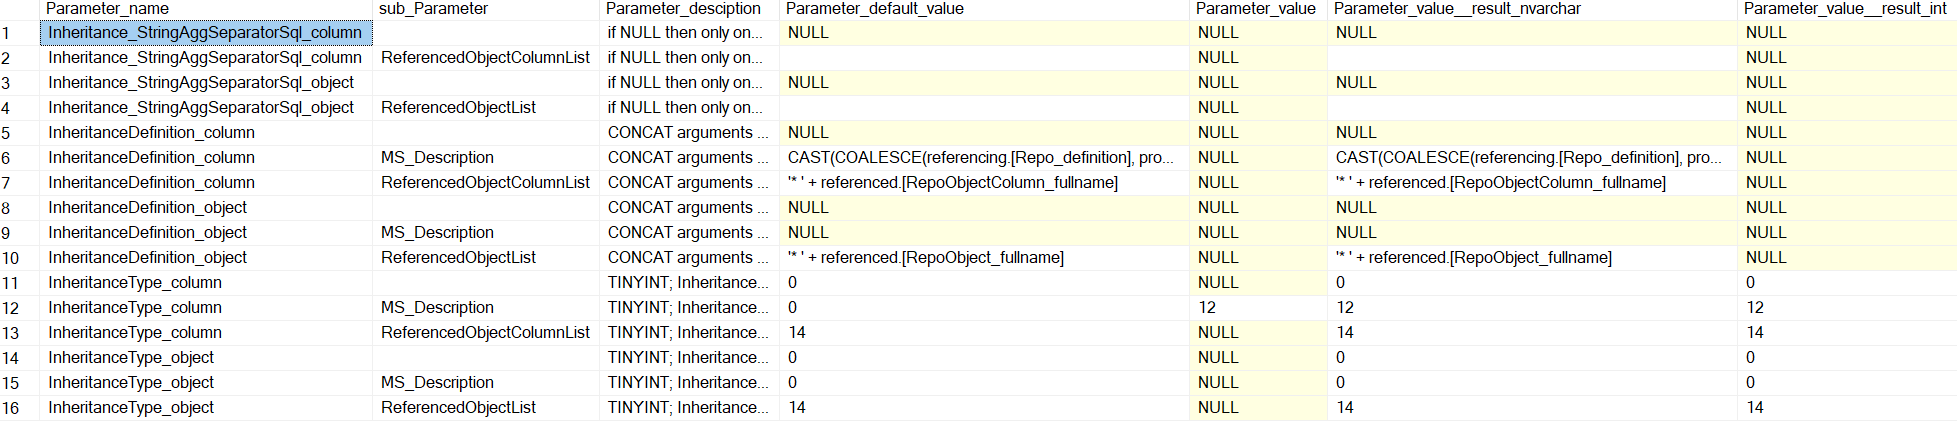 Parameter_name sub_Parameter Parameter_desciption Parameter_default_value Parameter_value Parameter_value__result_nvarchar Parameter_value__result_int
1 Inheritance_StringAggSeparatorSql_column if NULL then only on... NULL NULL NULL NULL
2 Inheritance_StringAggSeparatorSql_column ReferencedObjectColumnList if NULL then only on... NULL NULL
3 Inheritance_StringAggSeparatorSql_object if NULL then only on... NULL NULL NULL NULL
4 Inheritance_StringAggSeparatorSql_object ReferencedObjectList if NULL then only on... NULL NULL
5 InheritanceDefinition_column CONCAT arguments ... NULL NULL NULL NULL
6 InheritanceDefinition_column MS_Description CONCAT arguments ... CAST(COALESCE(referencing.[Repo_definition], pro... NULL CAST(COALESCE(referencing.[Repo_definition], pro... NULL
7 InheritanceDefinition_column ReferencedObjectColumnList CONCAT arguments ... '* ' + referenced.[RepoObjectColumn_fullname] NULL '* ' + referenced.[RepoObjectColumn_fullname] NULL
8 InheritanceDefinition_object CONCAT arguments ... NULL NULL NULL NULL
9 InheritanceDefinition_object MS_Description CONCAT arguments ... NULL NULL NULL NULL
10 InheritanceDefinition_object ReferencedObjectList CONCAT arguments ... '* ' + referenced.[RepoObject_fullname] NULL '* ' + referenced.[RepoObject_fullname] NULL
11 InheritanceType_column TINYINT; Inheritance... 0 NULL 0 0
12 InheritanceType_column MS_Description TINYINT; Inheritance... 0 12 12 12
13 InheritanceType_column ReferencedObjectColumnList TINYINT; Inheritance... 14 NULL 14 14
14 InheritanceType_object TINYINT; Inheritance... 0 NULL 0 0
15 InheritanceType_object MS_Description TINYINT; Inheritance... 0 NULL 0 0
16 InheritanceType_object ReferencedObjectList TINYINT; Inheritance... 14 NULL 14 14